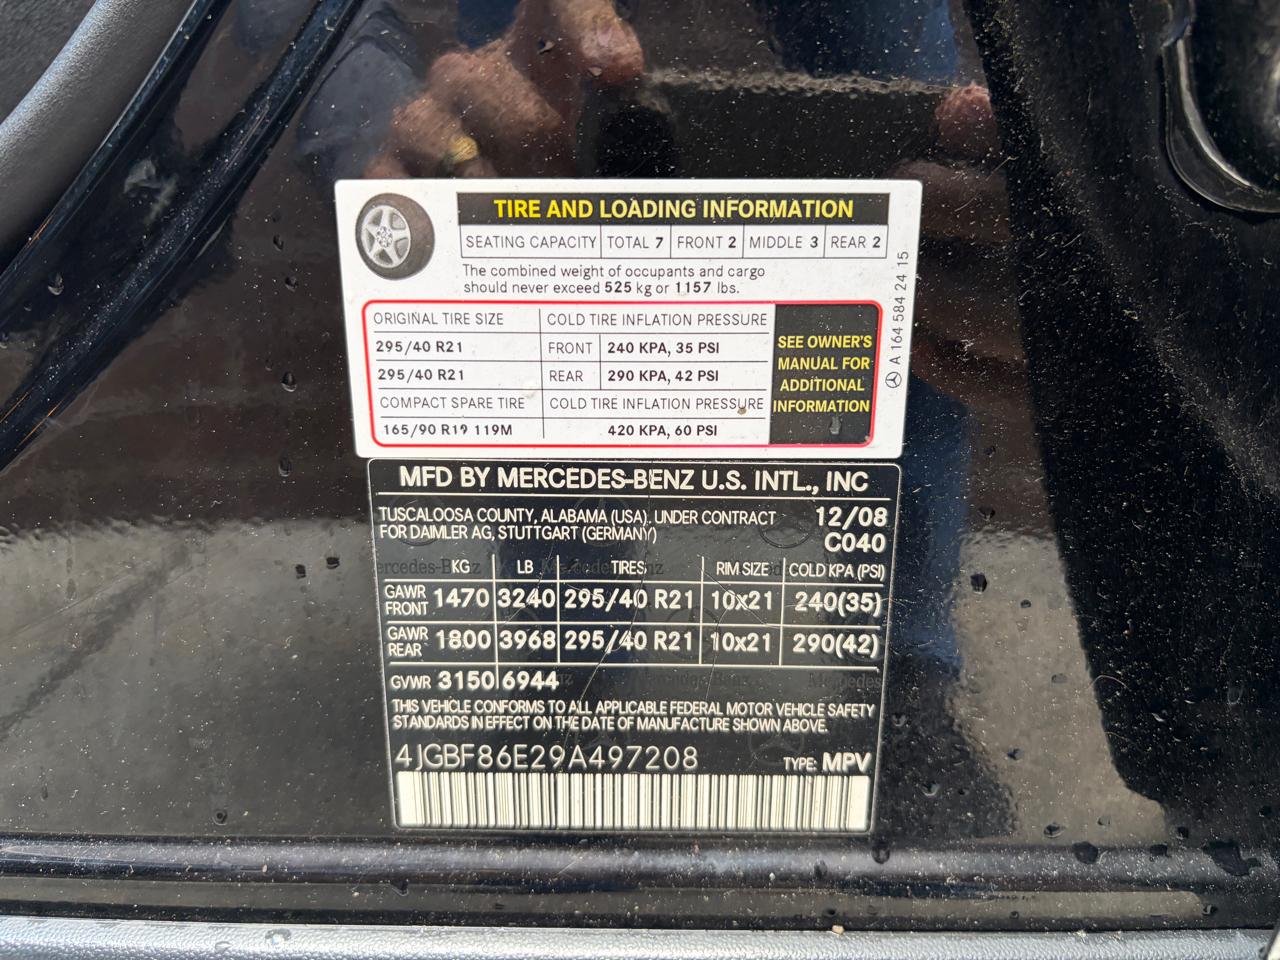 TIRE AND LOADING INFORMATION
SEATING CAPACITY TOTAL 7 FRONT 2 MIDDLE 3 REAR 2
The combined weight of occupants and cargo
should never exceed 525 kg or 1157 lbs.
ORIGINAL TIRE SIZE COLD TIRE INFLATION PRESSURE
295/40 R21 FRONT 240 KPA, 35 PSI
295/40 R21 REAR 290 KPA, 42 PSI
COMPACT SPARE TIRE COLD TIRE INFLATION PRESSURE
165/90 R19 119M 420 KPA, 60 PSI
SEE OWNER'S
MANUAL FOR
ADDITIONAL
INFORMATION
A 164 584 24 15
MFD BY MERCEDES-BENZ U.S. INTL., INC
TUSCALOOSA COUNTY, ALABAMA (USA), UNDER CONTRACT 12/08
FOR DAIMLER AG, STUTTGART (GERMANY) C040
KG LB TIRES RIM SIZE COLD KPA (PSI)
GAWR FRONT 1470 3240 295/40 R21 10x21 240(35)
GAWR REAR 1800 3968 295/40 R21 10x21 290(42)
GVWR 3150 6944
THIS VEHICLE CONFORMS TO ALL APPLICABLE FEDERAL MOTOR VEHICLE SAFETY
STANDARDS IN EFFECT ON THE DATE OF MANUFACTURE SHOWN ABOVE.
4JGBF86E29A497208 TYPE: MPV